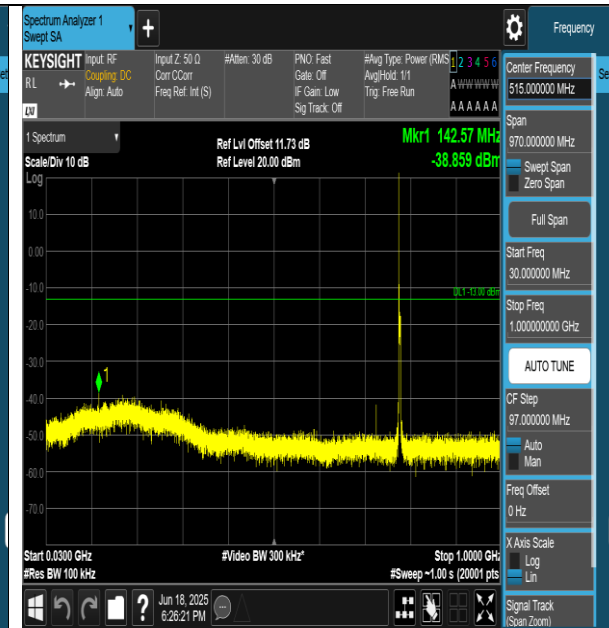 Spectrum Analyzer 1
Swept SA
+
Frequency
KEYSIGHT
RL
LXI
Input: RF
Coupling: DC
Align: Auto
Input Z: 50 Ω
Corr CCorr
Freq Ref: Int (S)
#Atten: 30 dB
PNO: Fast
Gate: Off
IF Gain: Low
Sig Track: Off
#Avg Type: Power (RMS
Avg|Hold: 1/1
Trig: Free Run
1 2 3 4 5 6
A W W W W W
A A A A A A
1 Spectrum
Scale/Div 10 dB
Ref Lvl Offset 11.73 dB
Ref Level 20.00 dBm
Mkr1 142.57 MHz
-38.859 dBm
Log
10.0
0.00
-10.0
-20.0
-30.0
-40.0
-50.0
-60.0
-70.0
DL1 -13.00 dBm
1
Start 0.0300 GHz
#Res BW 100 kHz
#Video BW 300 kHz*
Stop 1.0000 GHz
#Sweep ~1.00 s (20001 pts
Center Frequency
515.000000 MHz
Span
970.000000 MHz
Swept Span
Zero Span
Full Span
Start Freq
30.000000 MHz
Stop Freq
1.000000000 GHz
AUTO TUNE
CF Step
97.000000 MHz
Auto
Man
Freq Offset
0 Hz
X Axis Scale
Log
Lin
Signal Track
(Span Zoom)
?
Jun 18, 2025
6:26:21 PM